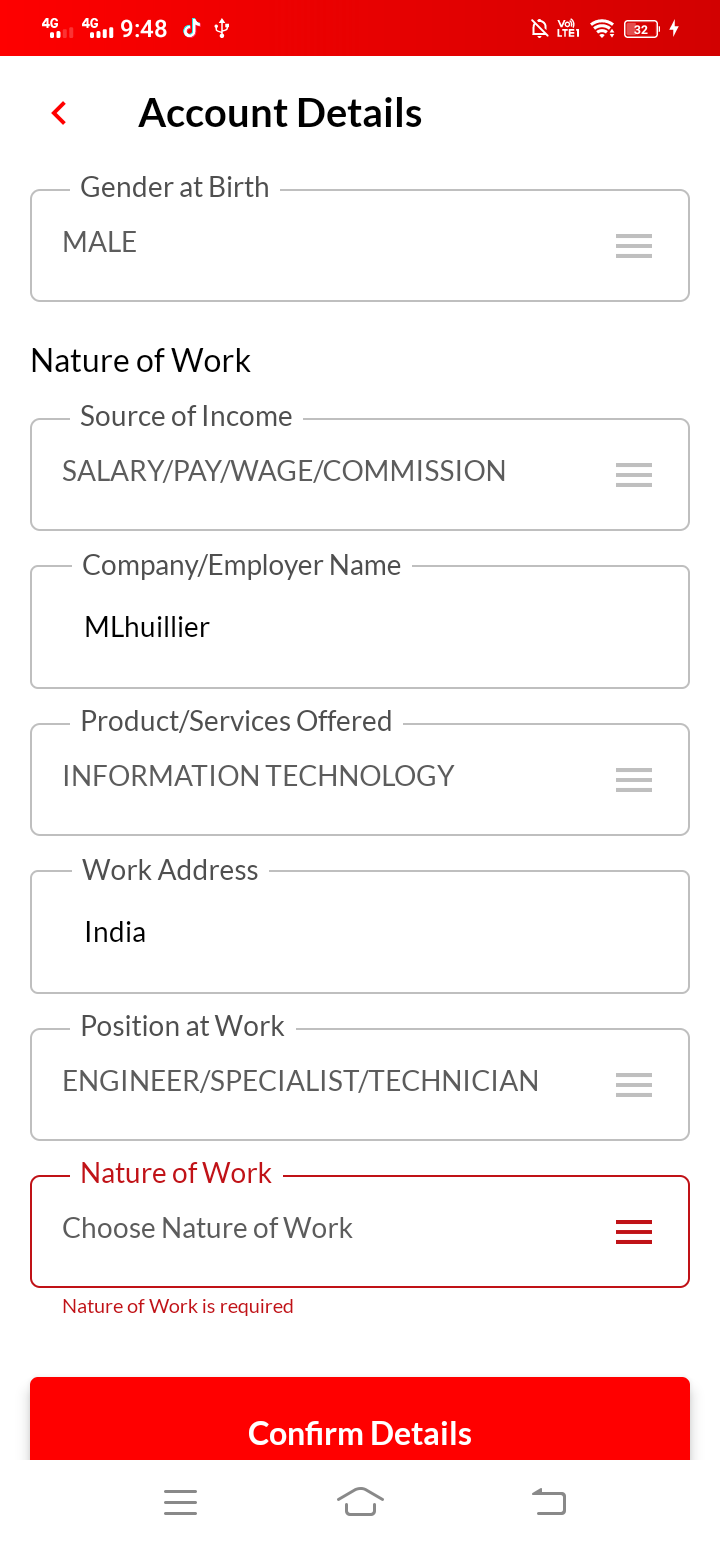 4G 4G 9:48 Vo) LTE1 32
Account Details
Gender at Birth
MALE
Nature of Work
Source of Income
SALARY/PAY/WAGE/COMMISSION
Company/Employer Name
MLhuillier
Product/Services Offered
INFORMATION TECHNOLOGY
Work Address
India
Position at Work
ENGINEER/SPECIALIST/TECHNICIAN
Nature of Work
Choose Nature of Work
Nature of Work is required
Confirm Details